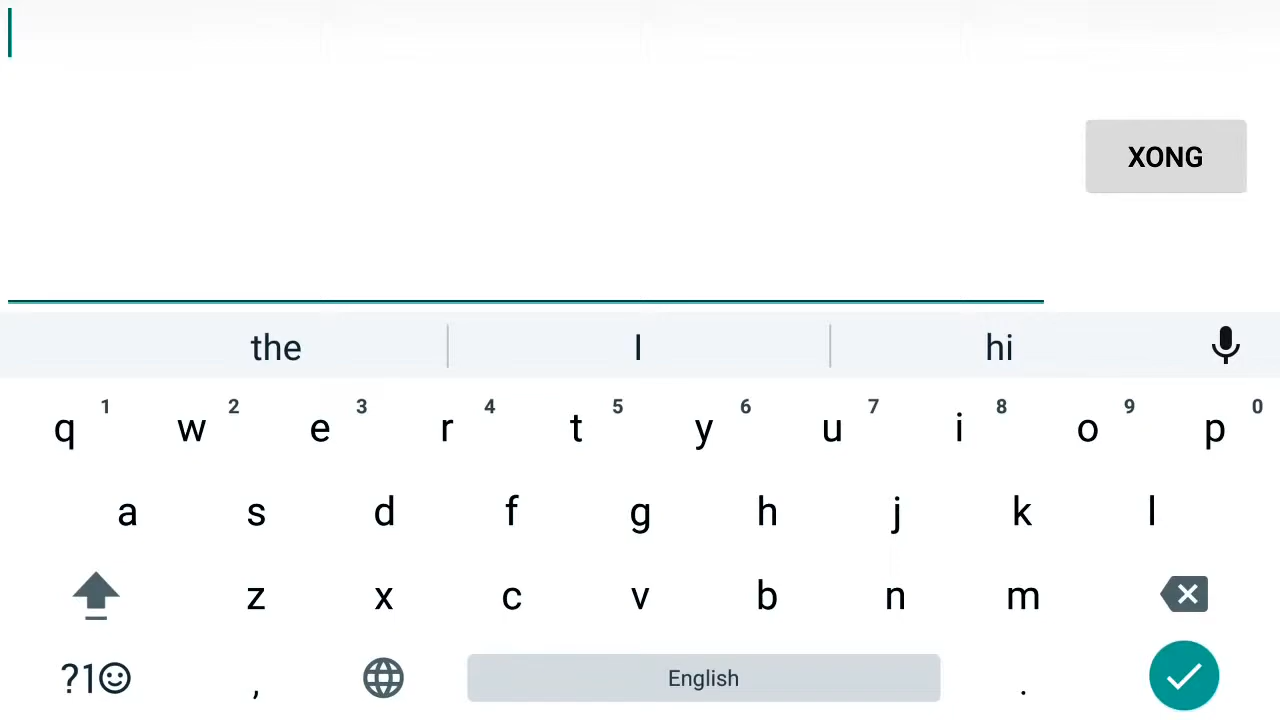 XONG
the I hi
q 1 w 2 e 3 r 4 t 5 y 6 u 7 i 8 o 9 p 0
a s d f g h j k l
z x c v b n m
?1☺ , English .